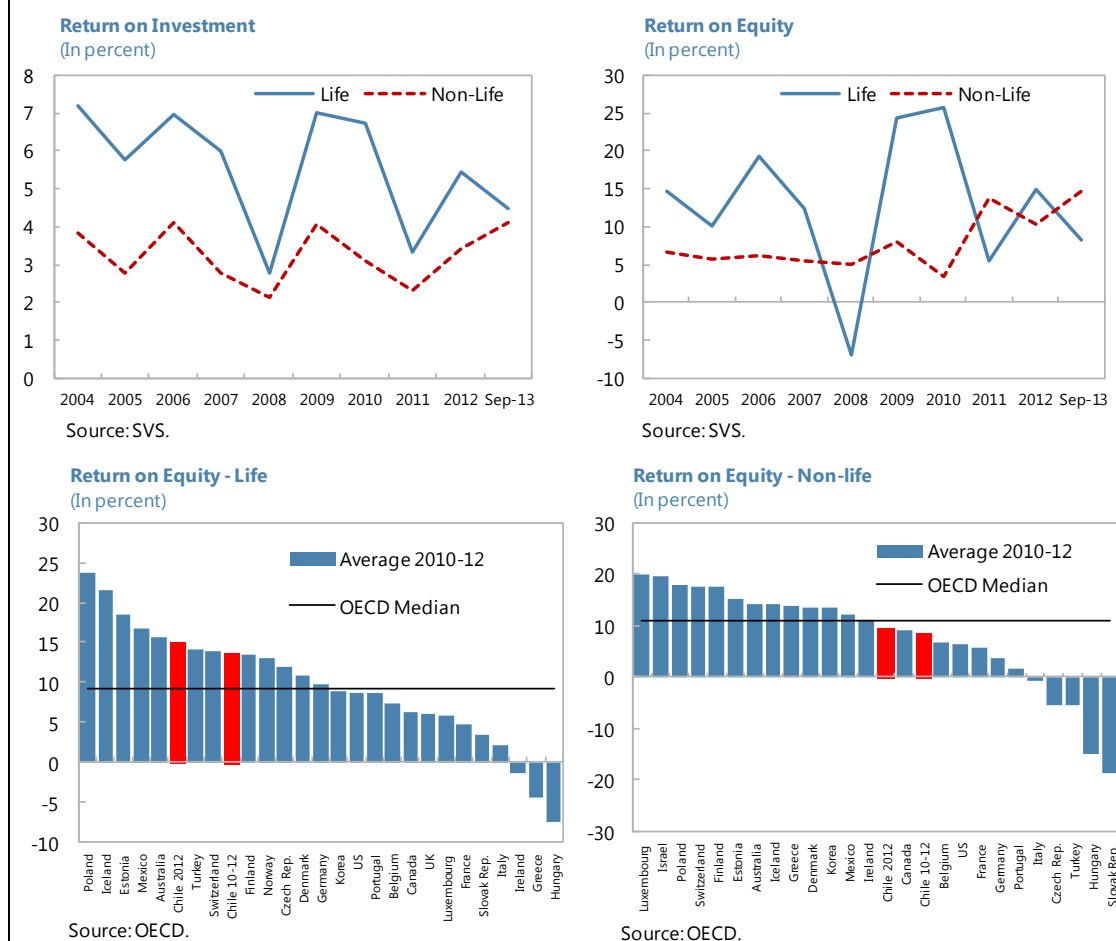 Return on Investment
(In percent)
8
7
6
5
4
3
2
1
0
Life
Non-Life
2004 2005 2006 2007 2008 2009 2010 2011 2012 Sep-13
Source: SVS.
Return on Equity
(In percent)
30
25
20
15
10
5
0
-5
-10
Life
Non-Life
2004 2005 2006 2007 2008 2009 2010 2011 2012 Sep-13
Source: SVS.
Return on Equity - Life
(In percent)
30
25
20
15
10
5
0
-5
-10
Average 2010-12
OECD Median
Poland
Iceland
Estonia
Mexico
Australia
Chile 2012
Turkey
Switzerland
Chile 10-12
Finland
Norway
Czech Rep.
Denmark
Germany
Korea
US
Portugal
Belgium
Canada
UK
Luxembourg
France
Slovak Rep.
Italy
Ireland
Greece
Hungary
Source: OECD.
Return on Equity - Non-life
(In percent)
30
20
10
0
-10
-20
-30
Average 2010-12
OECD Median
Luxembourg
Israel
Poland
Switzerland
Finland
Estonia
Australia
Iceland
Greece
Denmark
Korea
Mexico
Ireland
Chile 2012
Canada
Chile 10-12
Belgium
US
France
Germany
Portugal
Italy
Czech Rep.
Turkey
Hungary
Slovak Rep.
Source: OECD.